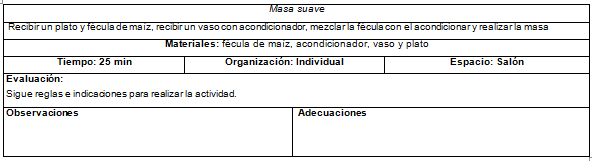 Masa suave
Recibir un plato y fécula de maíz, recibir un vaso con acondicionador, mezclar la fécula con el acondicionar y realizar la masa
Materiales: fécula de maíz, acondicionador, vaso y plato
Tiempo: 25 min Organización: Individual Espacio: Salón
Evaluación:
Sigue reglas e indicaciones para realizar la actividad.
Observaciones Adecuaciones